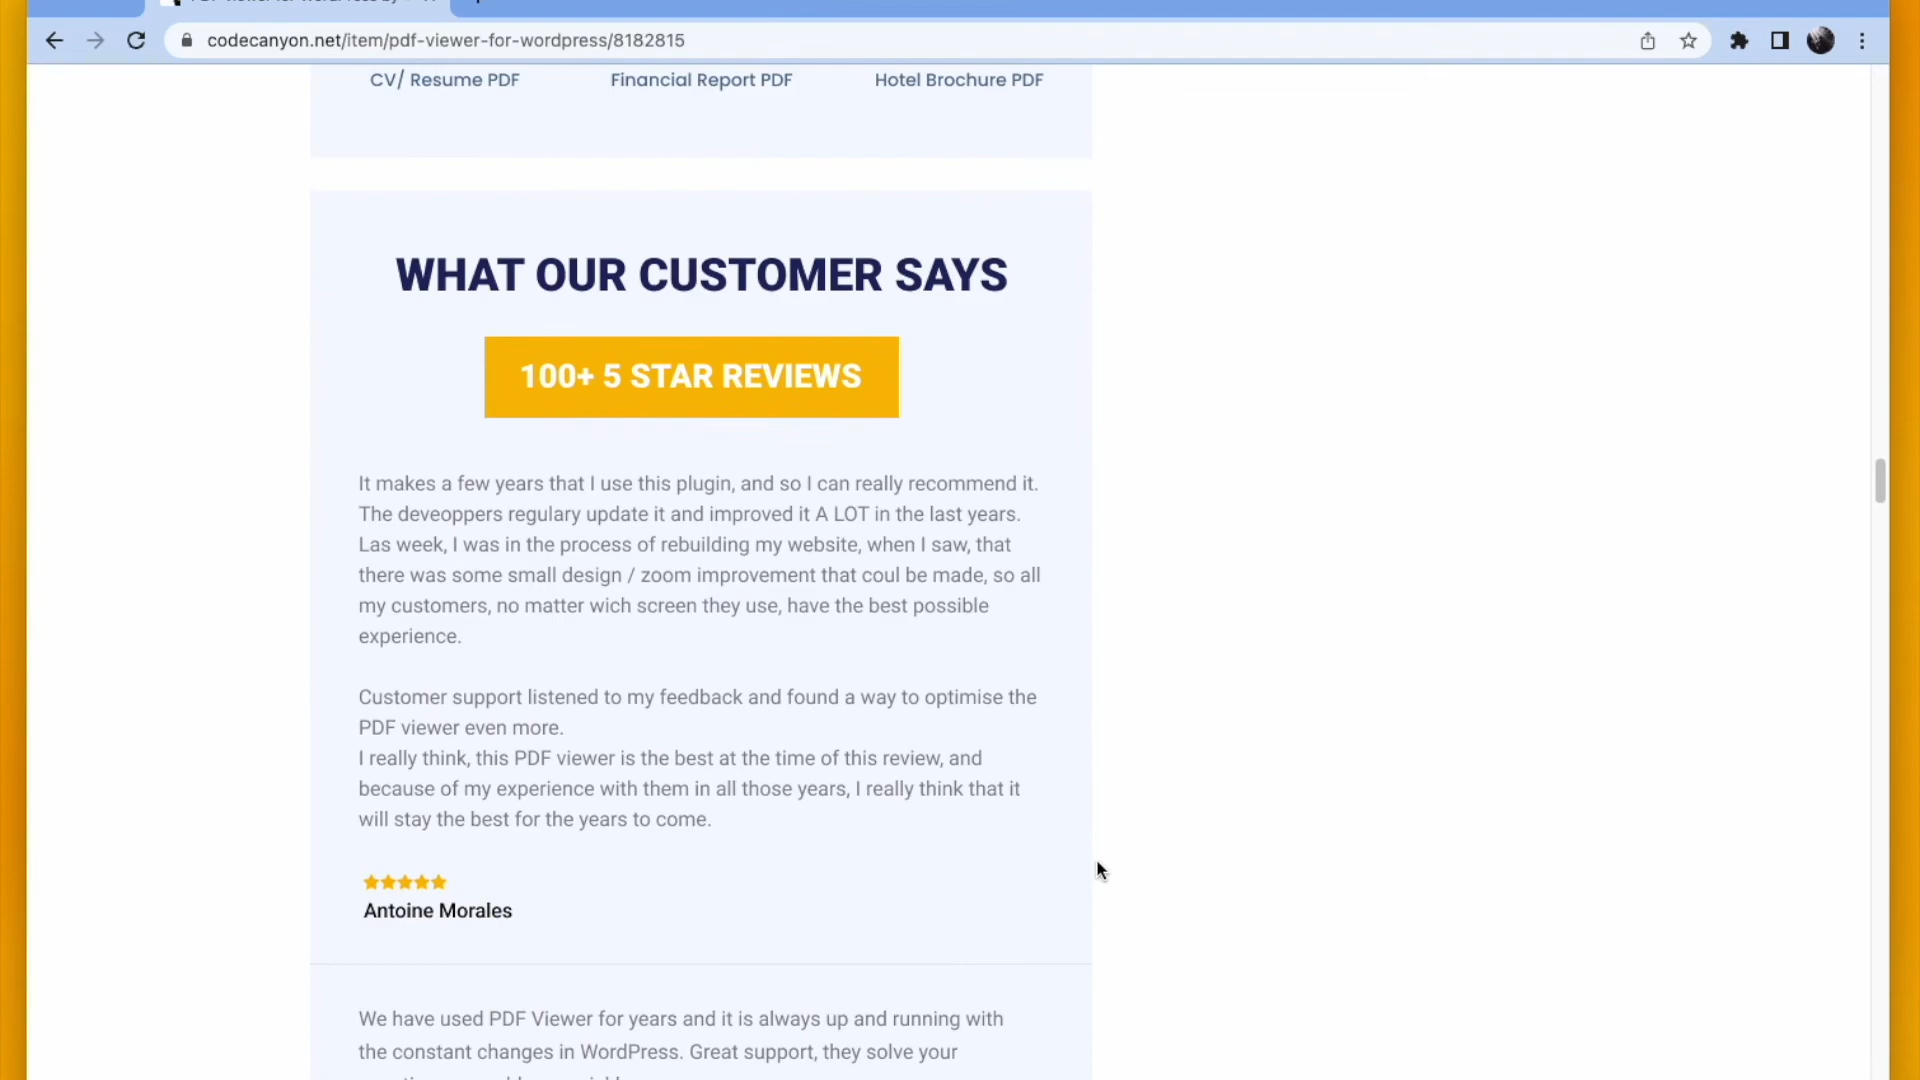 codecanyon.net/item/pdf-viewer-for-wordpress/8182815
CV/ Resume PDF
Financial Report PDF
Hotel Brochure PDF
WHAT OUR CUSTOMER SAYS
100+ 5 STAR REVIEWS
It makes a few years that I use this plugin, and so I can really recommend it.
The deveoppers regulary update it and improved it A LOT in the last years.
Las week, I was in the process of rebuilding my website, when I saw, that
there was some small design / zoom improvement that coul be made, so all
my customers, no matter wich screen they use, have the best possible
experience.
Customer support listened to my feedback and found a way to optimise the
PDF viewer even more.
I really think, this PDF viewer is the best at the time of this review, and
because of my experience with them in all those years, I really think that it
will stay the best for the years to come.
Antoine Morales
We have used PDF Viewer for years and it is always up and running with
the constant changes in WordPress. Great support, they solve your